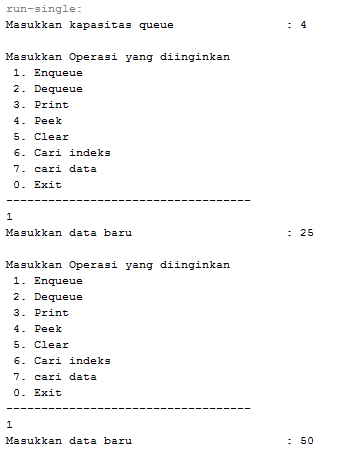 run-single:
Masukkan kapasitas queue : 4
Masukkan Operasi yang diinginkan
1. Enqueue
2. Dequeue
3. Print
4. Peek
5. Clear
6. Cari indeks
7. cari data
0. Exit
-----------------------------------
1
Masukkan data baru : 25
Masukkan Operasi yang diinginkan
1. Enqueue
2. Dequeue
3. Print
4. Peek
5. Clear
6. Cari indeks
7. cari data
0. Exit
-----------------------------------
1
Masukkan data baru : 50